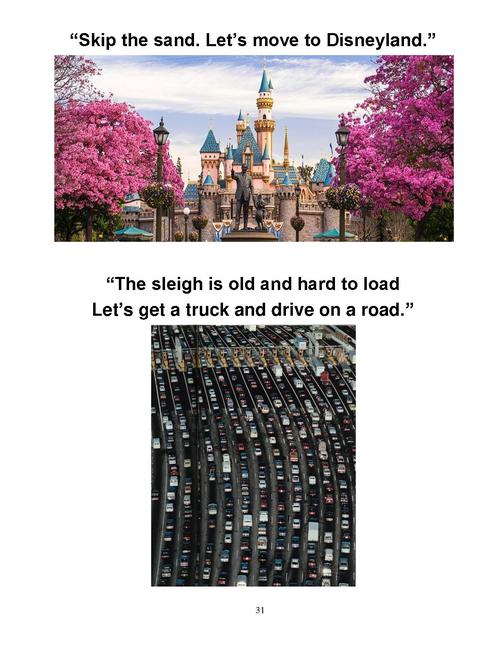 “Skip the sand. Let’s move to Disneyland.”
“The sleigh is old and hard to load
Let’s get a truck and drive on a road.”
31